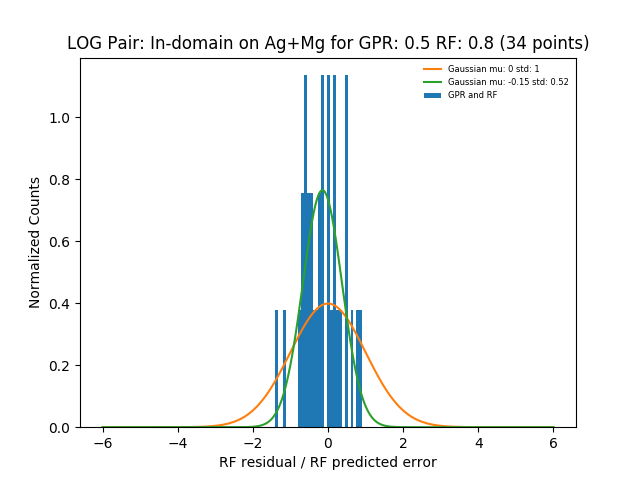 LOG Pair: In-domain on Ag+Mg for GPR: 0.5 RF: 0.8 (34 points)
Gaussian mu: 0 std: 1
Gaussian mu: -0.15 std: 0.52
GPR and RF
Normalized Counts
1.0
0.8
0.6
0.4
0.2
0.0
−6
−4
−2
0
2
4
6
RF residual / RF predicted error